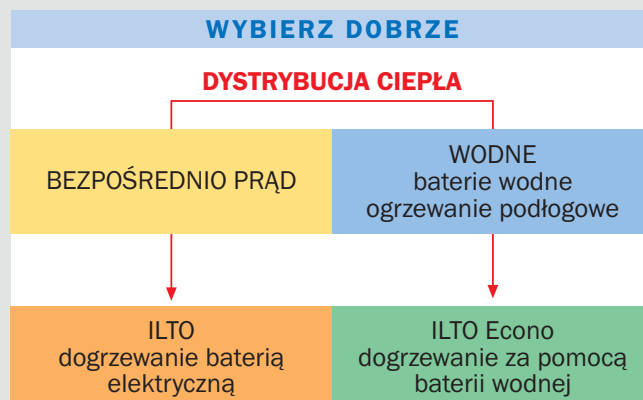 WYBIERZ DOBRZE
DYSTRYBUCJA CIEPŁA
BEZPOŚREDNIO PRĄD
WODNE
baterie wodne
ogrzewanie podłogowe
ILTO
dogrzewanie baterią
elektryczną
ILTO Econo
dogrzewanie za pomocą
baterii wodnej